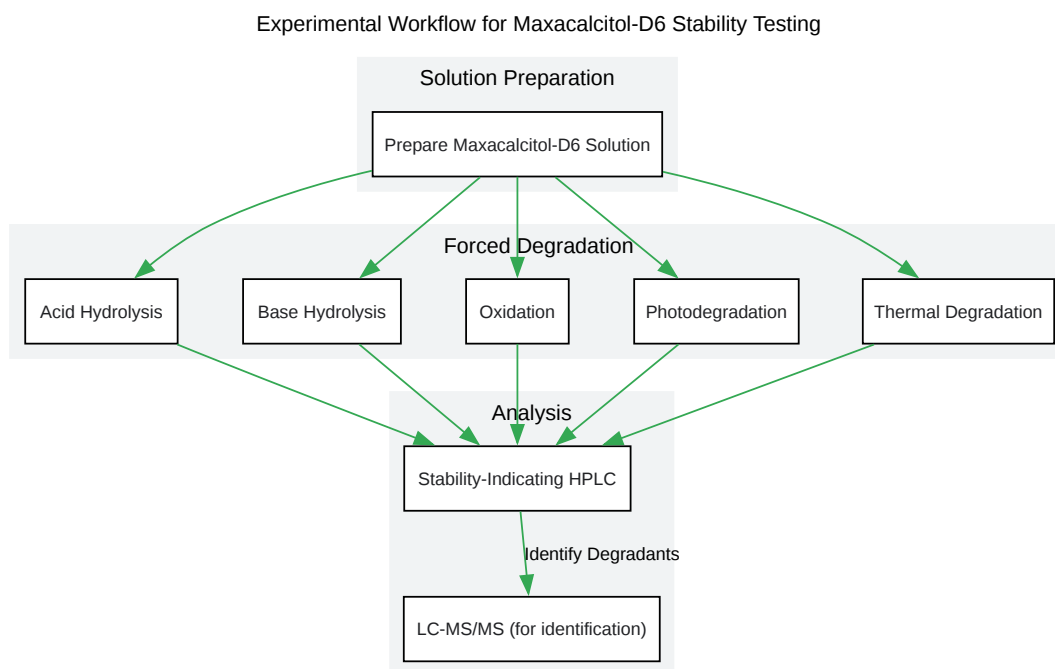 Experimental Workflow for Maxacalcitol-D6 Stability Testing
Solution Preparation
Prepare Maxacalcitol-D6 Solution
Forced Degradation
Acid Hydrolysis
Base Hydrolysis
Oxidation
Photodegradation
Thermal Degradation
Analysis
Stability-Indicating HPLC
Identify Degradants
LC-MS/MS (for identification)